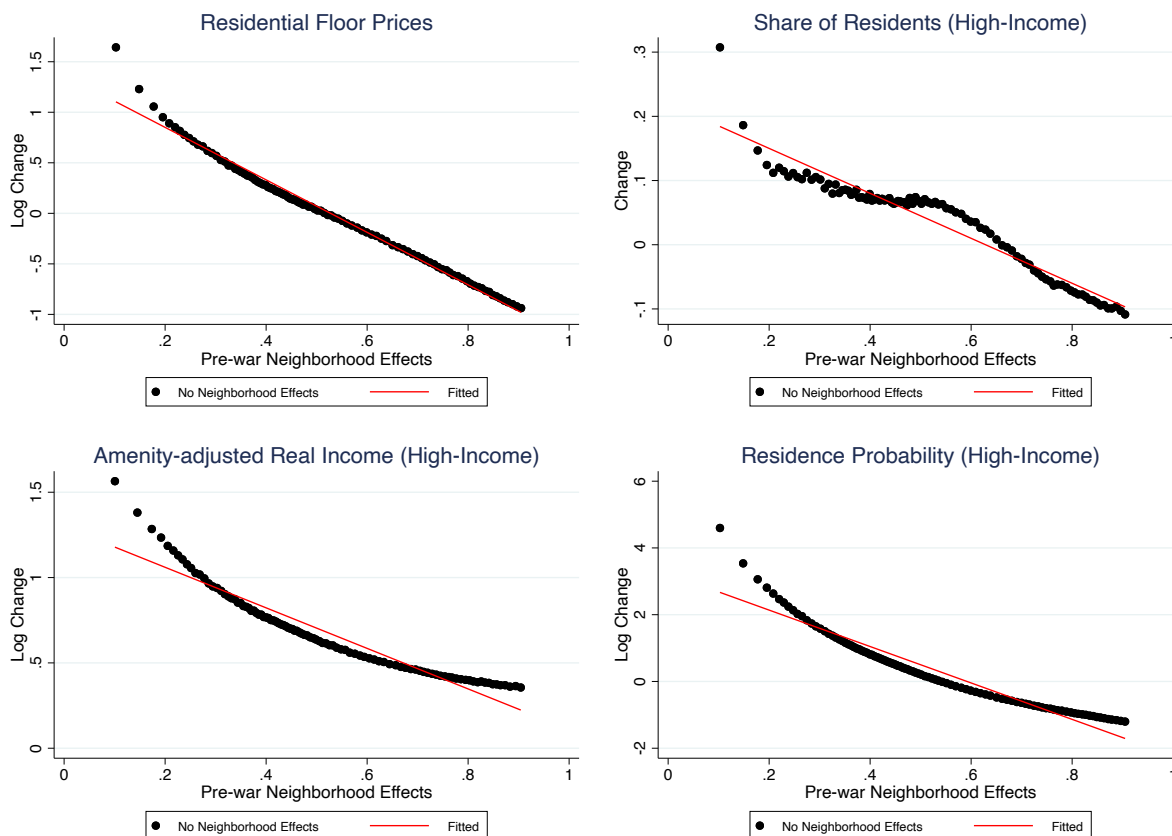 Residential Floor Prices
Log Change
1.5
1
.5
0
-.5
-1
0 .2 .4 .6 .8 1
Pre-war Neighborhood Effects
No Neighborhood Effects Fitted
Share of Residents (High-Income)
Change
.3
.2
.1
0
-.1
0 .2 .4 .6 .8 1
Pre-war Neighborhood Effects
No Neighborhood Effects Fitted
Amenity-adjusted Real Income (High-Income)
Log Change
1.5
1
.5
0
0 .2 .4 .6 .8 1
Pre-war Neighborhood Effects
No Neighborhood Effects Fitted
Residence Probability (High-Income)
Log Change
6
4
2
0
-2
0 .2 .4 .6 .8 1
Pre-war Neighborhood Effects
No Neighborhood Effects Fitted